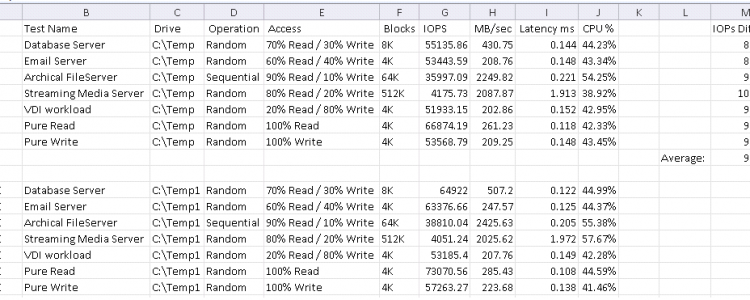 B C D E F G H I J K L M
Test Name Drive Operation Access Blocks IOPS MB/sec Latency ms CPU % IOPs Dif
Database Server C:\Temp Random 70% Read / 30% Write 8K 55135.86 430.75 0.144 44.23% 8
Email Server C:\Temp Random 60% Read / 40% Write 4K 53443.59 208.76 0.148 43.34% 8
Archical FileServer C:\Temp Sequential 90% Read / 10% Write 64K 35997.09 2249.82 0.221 54.25% 9
Streaming Media Server C:\Temp Random 80% Read / 20% Write 512K 4175.73 2087.87 1.913 38.92% 10
VDI workload C:\Temp Random 20% Read / 80% Write 4K 51933.15 202.86 0.152 42.95% 9
Pure Read C:\Temp Random 100% Read 4K 66874.19 261.23 0.118 42.33% 9
Pure Write C:\Temp Random 100% Write 4K 53568.79 209.25 0.148 43.45% 9
Average: 9
Database Server C:\Temp1 Random 70% Read / 30% Write 8K 64922 507.2 0.122 44.99%
Email Server C:\Temp1 Random 60% Read / 40% Write 4K 63376.66 247.57 0.125 44.37%
Archical FileServer C:\Temp1 Sequential 90% Read / 10% Write 64K 38810.04 2425.63 0.205 55.38%
Streaming Media Server C:\Temp1 Random 80% Read / 20% Write 512K 4051.24 2025.62 1.972 57.67%
VDI workload C:\Temp1 Random 20% Read / 80% Write 4K 53185.4 207.76 0.149 42.28%
Pure Read C:\Temp1 Random 100% Read 4K 73070.56 285.43 0.108 44.59%
Pure Write C:\Temp1 Random 100% Write 4K 57263.27 223.68 0.138 41.46%